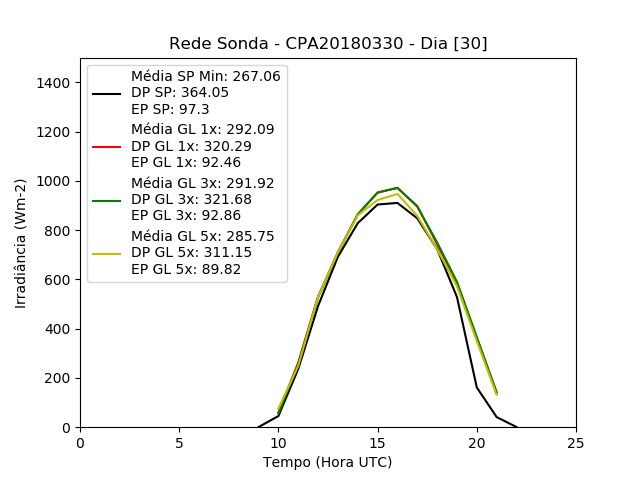 Rede Sonda - CPA20180330 - Dia [30]
Média SP Min: 267.06
DP SP: 364.05
EP SP: 97.3
Média GL 1x: 292.09
DP GL 1x: 320.29
EP GL 1x: 92.46
Média GL 3x: 291.92
DP GL 3x: 321.68
EP GL 3x: 92.86
Média GL 5x: 285.75
DP GL 5x: 311.15
EP GL 5x: 89.82
Irradiância (Wm-2)
1400
1200
1000
800
600
400
200
0
0 5 10 15 20 25
Tempo (Hora UTC)